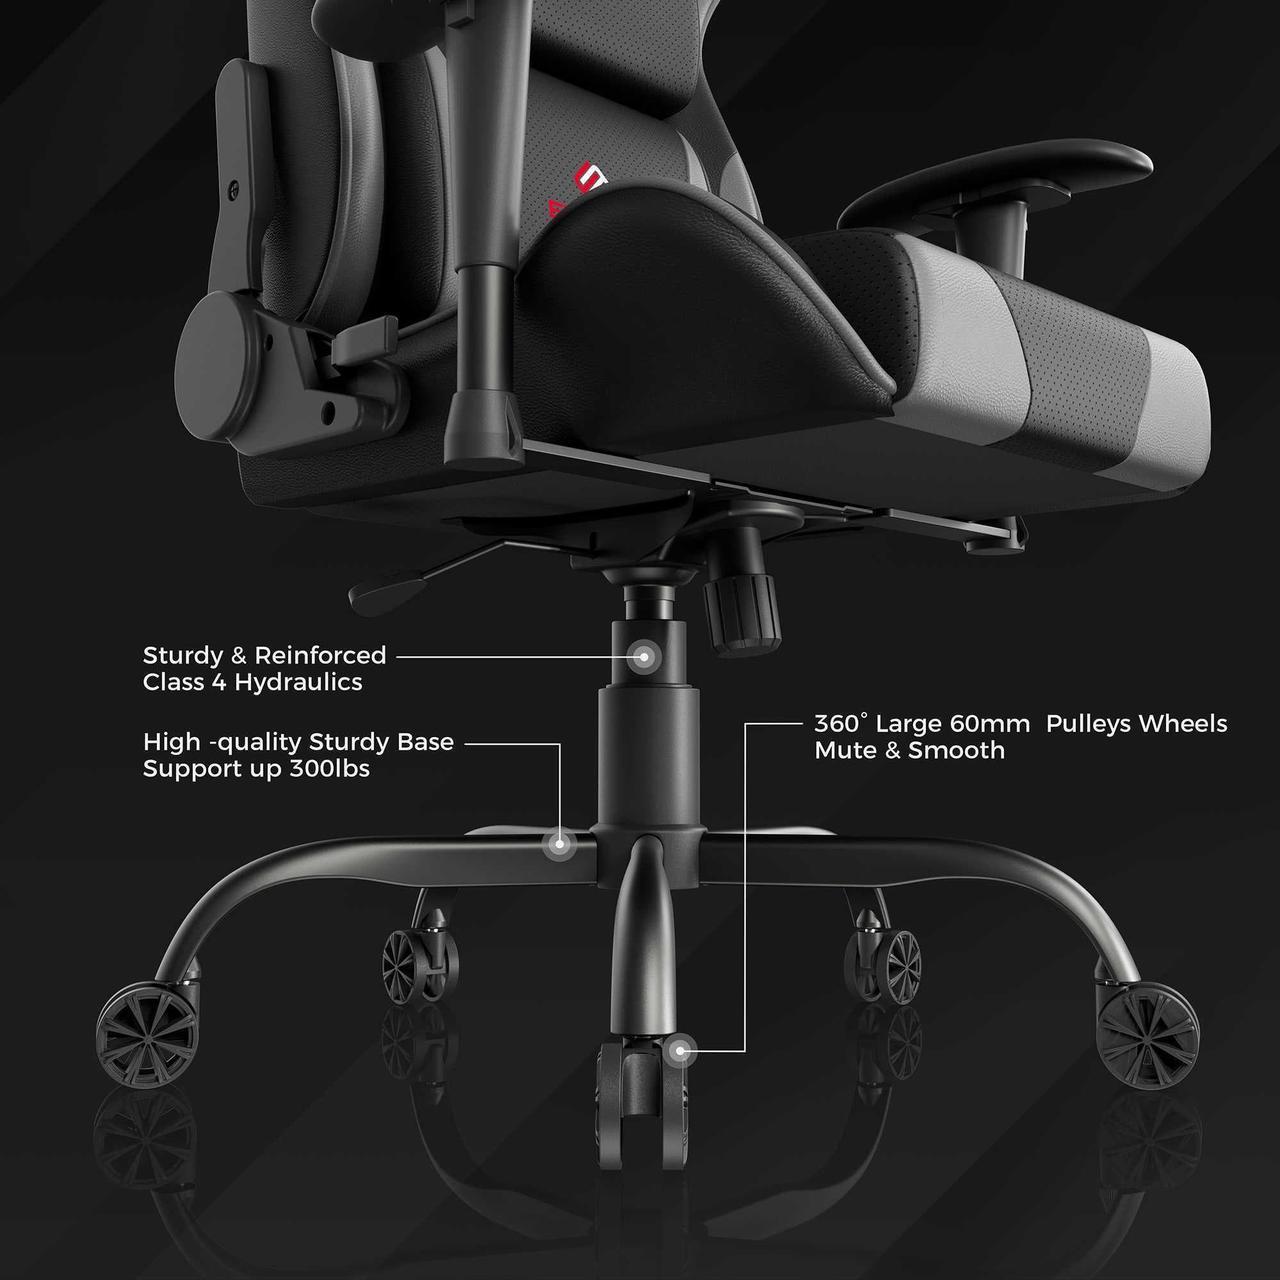 Sturdy & Reinforced
Class 4 Hydraulics
High -quality Sturdy Base
Support up 300lbs
360° Large 60mm  Pulleys Wheels
Mute & Smooth